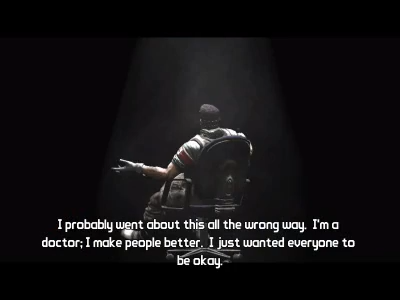 I probably went about this all the wrong way.  I'm a
doctor; I make people better.  I just wanted everyone to
be okay.